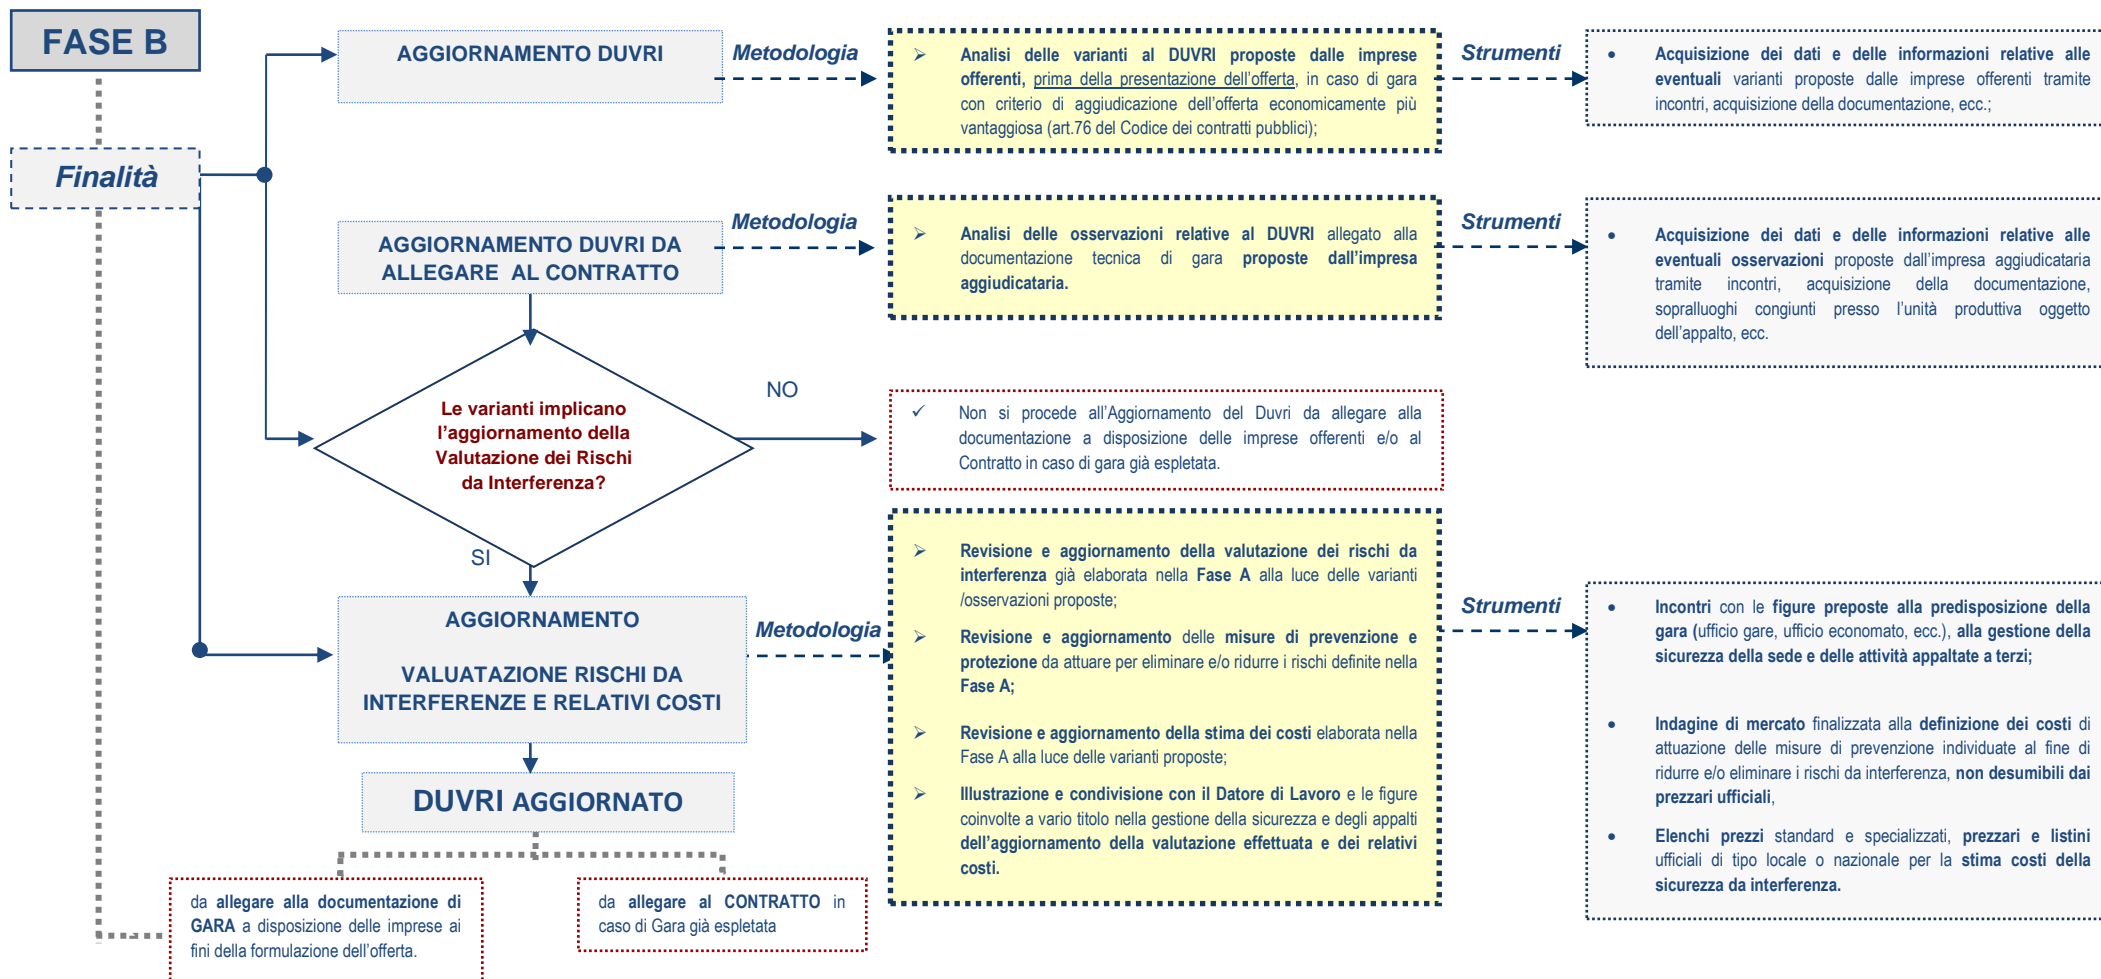 FASE B
Finalità
AGGIORNAMENTO DUVRI
Metodologia
➢ Analisi delle varianti al DUVRI proposte dalle imprese
offerenti, prima della presentazione dell'offerta, in caso di gara
con criterio di aggiudicazione dell'offerta economicamente più
vantaggiosa (art.76 del Codice dei contratti pubblici);
Strumenti
• Acquisizione dei dati e delle informazioni relative alle
eventuali varianti proposte dalle imprese offerenti tramite
incontri, acquisizione della documentazione, ecc.;
AGGIORNAMENTO DUVRI DA
ALLEGARE AL CONTRATTO
Metodologia
➢ Analisi delle osservazioni relative al DUVRI allegato alla
documentazione tecnica di gara proposte dall'impresa
aggiudicataria.
Strumenti
• Acquisizione dei dati e delle informazioni relative alle
eventuali osservazioni proposte dall'impresa aggiudicataria
tramite incontri, acquisizione della documentazione,
sopralluoghi congiunti presso l'unità produttiva oggetto
dell'appalto, ecc.
Le varianti implicano
l'aggiornamento della
Valutazione dei Rischi
da Interferenza?
NO
✓ Non si procede all'Aggiornamento del Duvri da allegare alla
documentazione a disposizione delle imprese offerenti e/o al
Contratto in caso di gara già espletata.
SI
AGGIORNAMENTO
VALUATAZIONE RISCHI DA
INTERFERENZE E RELATIVI COSTI
Metodologia
➢ Revisione e aggiornamento della valutazione dei rischi da
interferenza già elaborata nella Fase A alla luce delle varianti
/osservazioni proposte;
➢ Revisione e aggiornamento delle misure di prevenzione e
protezione da attuare per eliminare e/o ridurre i rischi definite nella
Fase A;
➢ Revisione e aggiornamento della stima dei costi elaborata nella
Fase A alla luce delle varianti proposte;
➢ Illustrazione e condivisione con il Datore di Lavoro e le figure
coinvolte a vario titolo nella gestione della sicurezza e degli appalti
dell'aggiornamento della valutazione effettuata e dei relativi
costi.
Strumenti
• Incontri con le figure preposte alla predisposizione della
gara (ufficio gare, ufficio economato, ecc.), alla gestione della
sicurezza della sede e delle attività appaltate a terzi;
• Indagine di mercato finalizzata alla definizione dei costi di
attuazione delle misure di prevenzione individuate al fine di
ridurre e/o eliminare i rischi da interferenza, non desumibili dai
prezzari ufficiali,
• Elenchi prezzi standard e specializzati, prezzari e listini
ufficiali di tipo locale o nazionale per la stima costi della
sicurezza da interferenza.
DUVRI AGGIORNATO
da allegare alla documentazione di
GARA a disposizione delle imprese ai
fini della formulazione dell'offerta.
da allegare al CONTRATTO in
caso di Gara già espletata